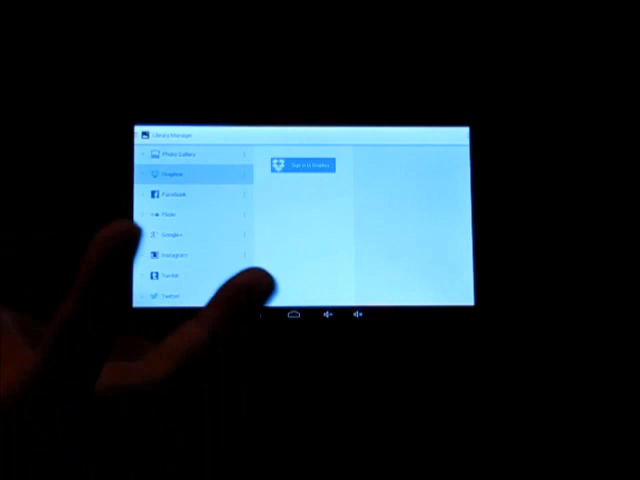 Library Manager
Photo Gallery
Dropbox
Sign in to Dropbox
Facebook
Flickr
Google+
Instagram
Tumblr
Twitter